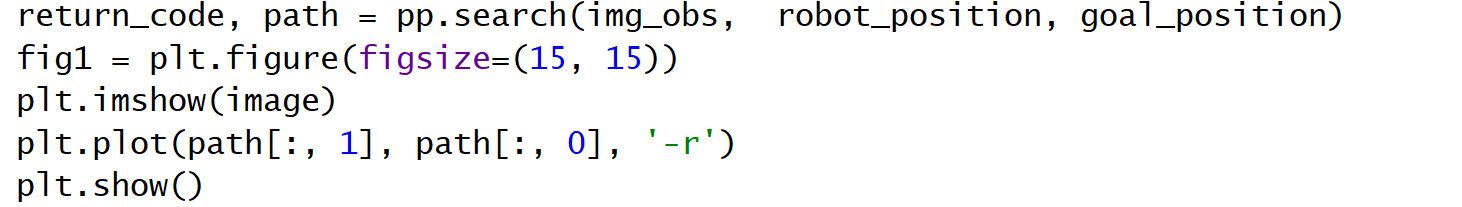 return_code, path = pp.search(img_obs,  robot_position, goal_position)
fig1 = plt.figure(figsize=(15, 15))
plt.imshow(image)
plt.plot(path[:, 1], path[:, 0], '-r')
plt.show()